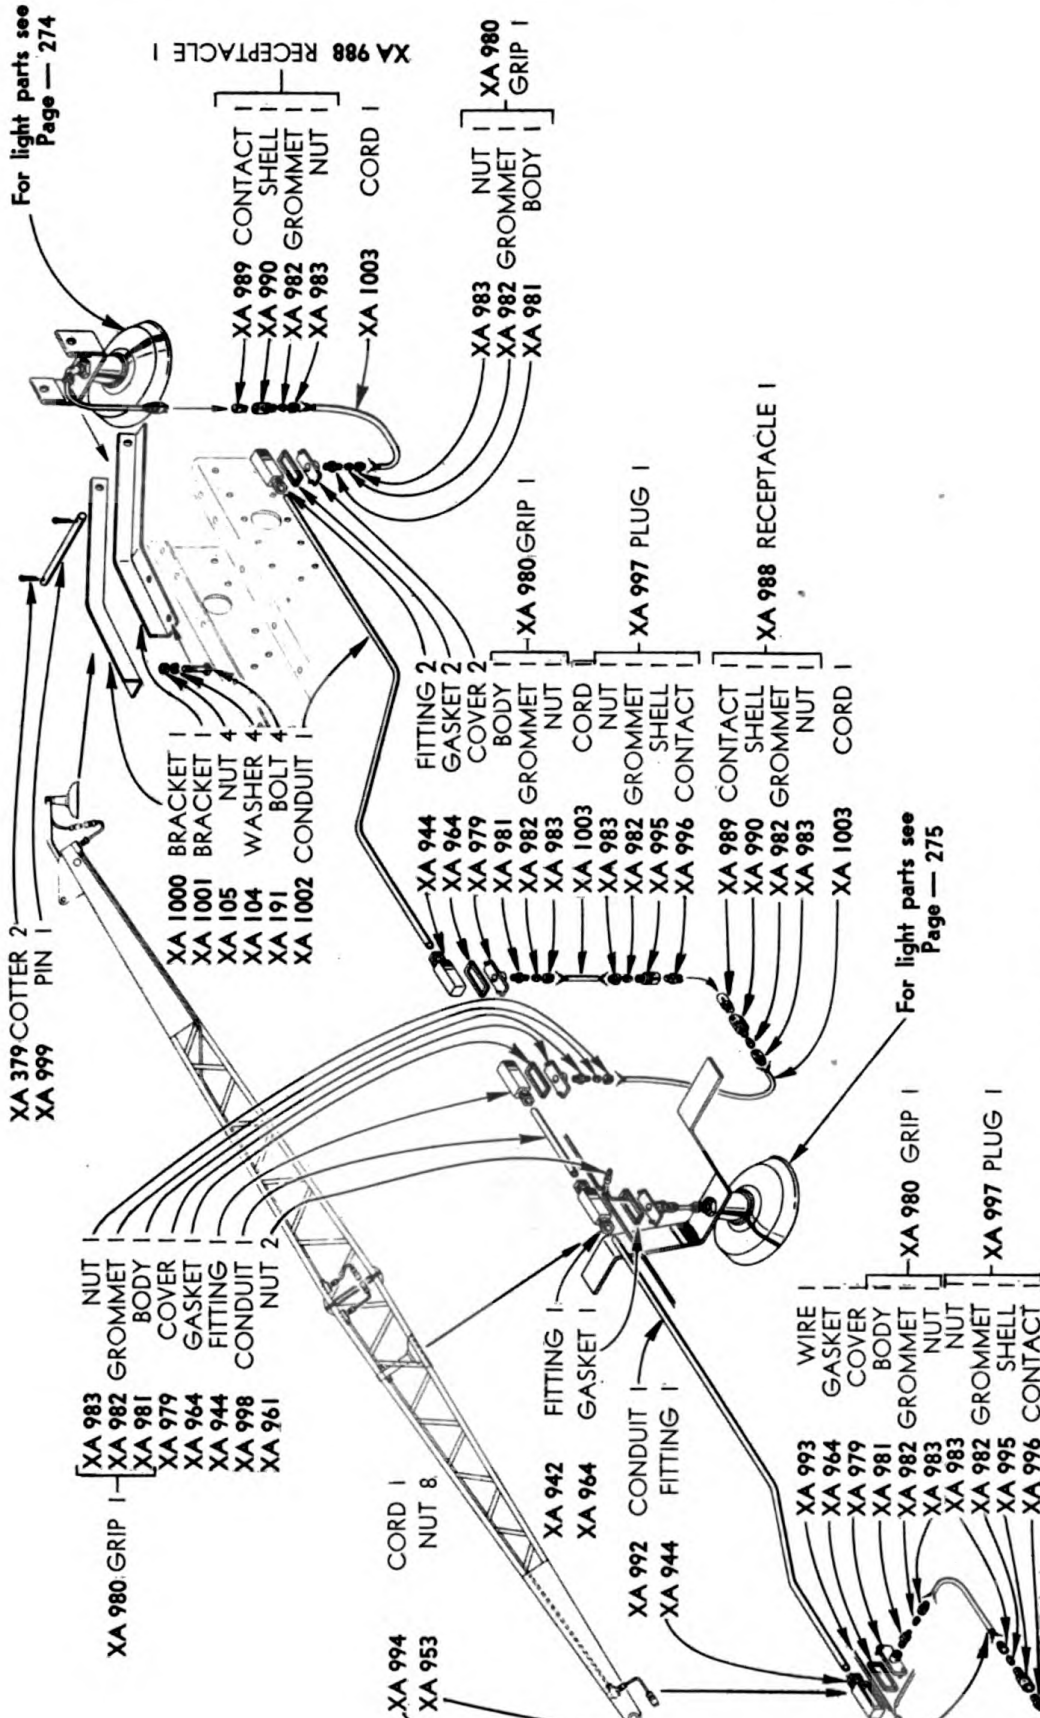 For light parts see
Page — 274
XA 988 RECEPTACLE 1
XA 989 CONTACT 1
XA 990 SHELL 1
XA 982 GROMMET 1
XA 983 NUT 1
XA 1003 CORD 1
XA 980
GRIP 1
XA 983 NUT 1
XA 982 GROMMET 1
XA 981 BODY 1
XA 379 COTTER 2
XA 999 PIN 1
XA 1000 BRACKET 1
XA 1001 BRACKET 1
XA 105 NUT 4
XA 104 WASHER 4
XA 191 BOLT 4
XA 1002 CONDUIT 1
XA 944 FITTING 2
XA 964 GASKET 2
XA 979 COVER 2
XA 981 BODY 1
XA 982 GROMMET 1
XA 983 NUT 1
XA 980 GRIP 1
XA 1003 CORD 1
XA 983 NUT 1
XA 982 GROMMET 1
XA 995 SHELL 1
XA 996 CONTACT 1
XA 997 PLUG 1
XA 989 CONTACT 1
XA 990 SHELL 1
XA 982 GROMMET 1
XA 983 NUT 1
XA 988 RECEPTACLE 1
XA 1003 CORD 1
For light parts see
Page — 275
XA 983 NUT 1
XA 982 GROMMET 1
XA 981 BODY 1
XA 980 GRIP 1
XA 979 COVER 1
XA 964 GASKET 1
XA 944 FITTING 1
XA 998 CONDUIT 1
XA 961 NUT 2
XA 994 CORD 1
XA 953 NUT 8
XA 942 FITTING 1
XA 964 GASKET 1
XA 992 CONDUIT 1
XA 944 FITTING 1
XA 993 WIRE 1
XA 964 GASKET 1
XA 979 COVER 1
XA 981 BODY 1
XA 982 GROMMET 1
XA 983 NUT 1
XA 980 GRIP 1
XA 983 NUT 1
XA 982 GROMMET 1
XA 995 SHELL 1
XA 996 CONTACT 1
XA 997 PLUG 1